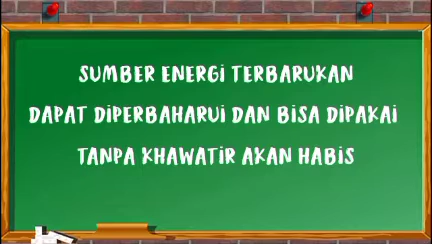 SUMBER ENERGI TERBARUKAN
DAPAT DIPERBAHARUI DAN BISA DIPAKAI
TANPA KHAWATIR AKAN HABIS